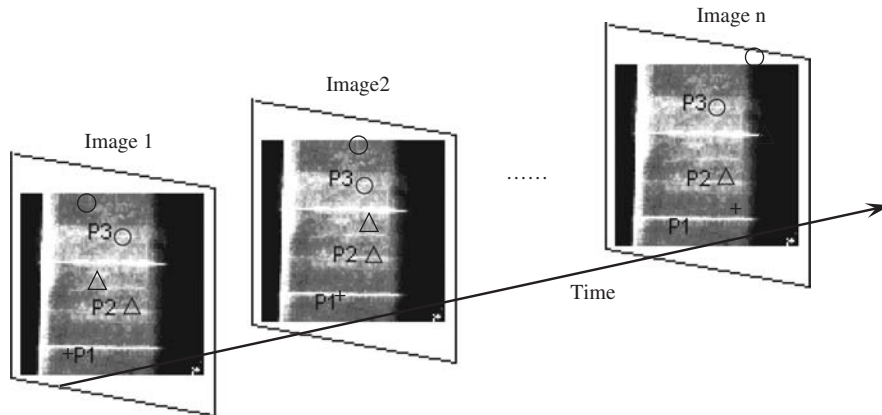 Image n
Image2
Image 1
P3
P3
P3
......
P2
P2
P2
P1
P1
P1
Time